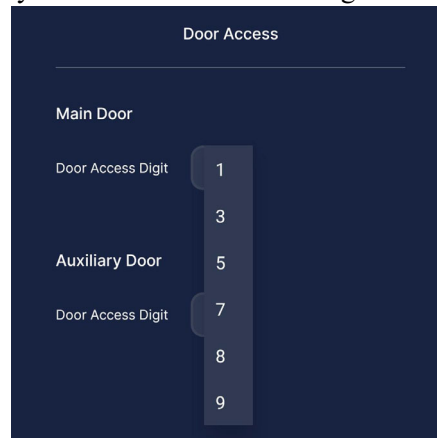 Door Access
Main Door
Door Access Digit
1
3
Auxiliary Door
5
Door Access Digit
7
8
9